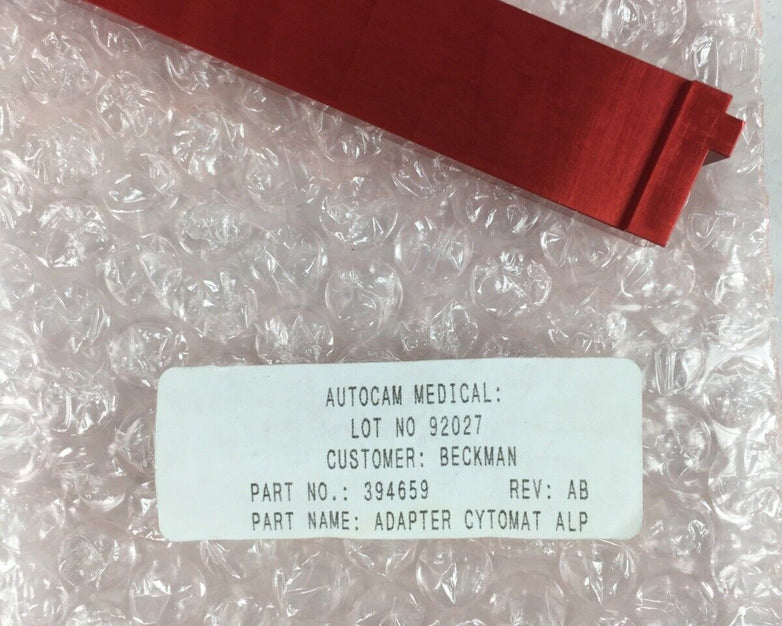 AUTOCAM MEDICAL:
LOT NO 92027
CUSTOMER: BECKMAN
PART NO.: 394659 REV: AB
PART NAME: ADAPTER CYTOMAT ALP